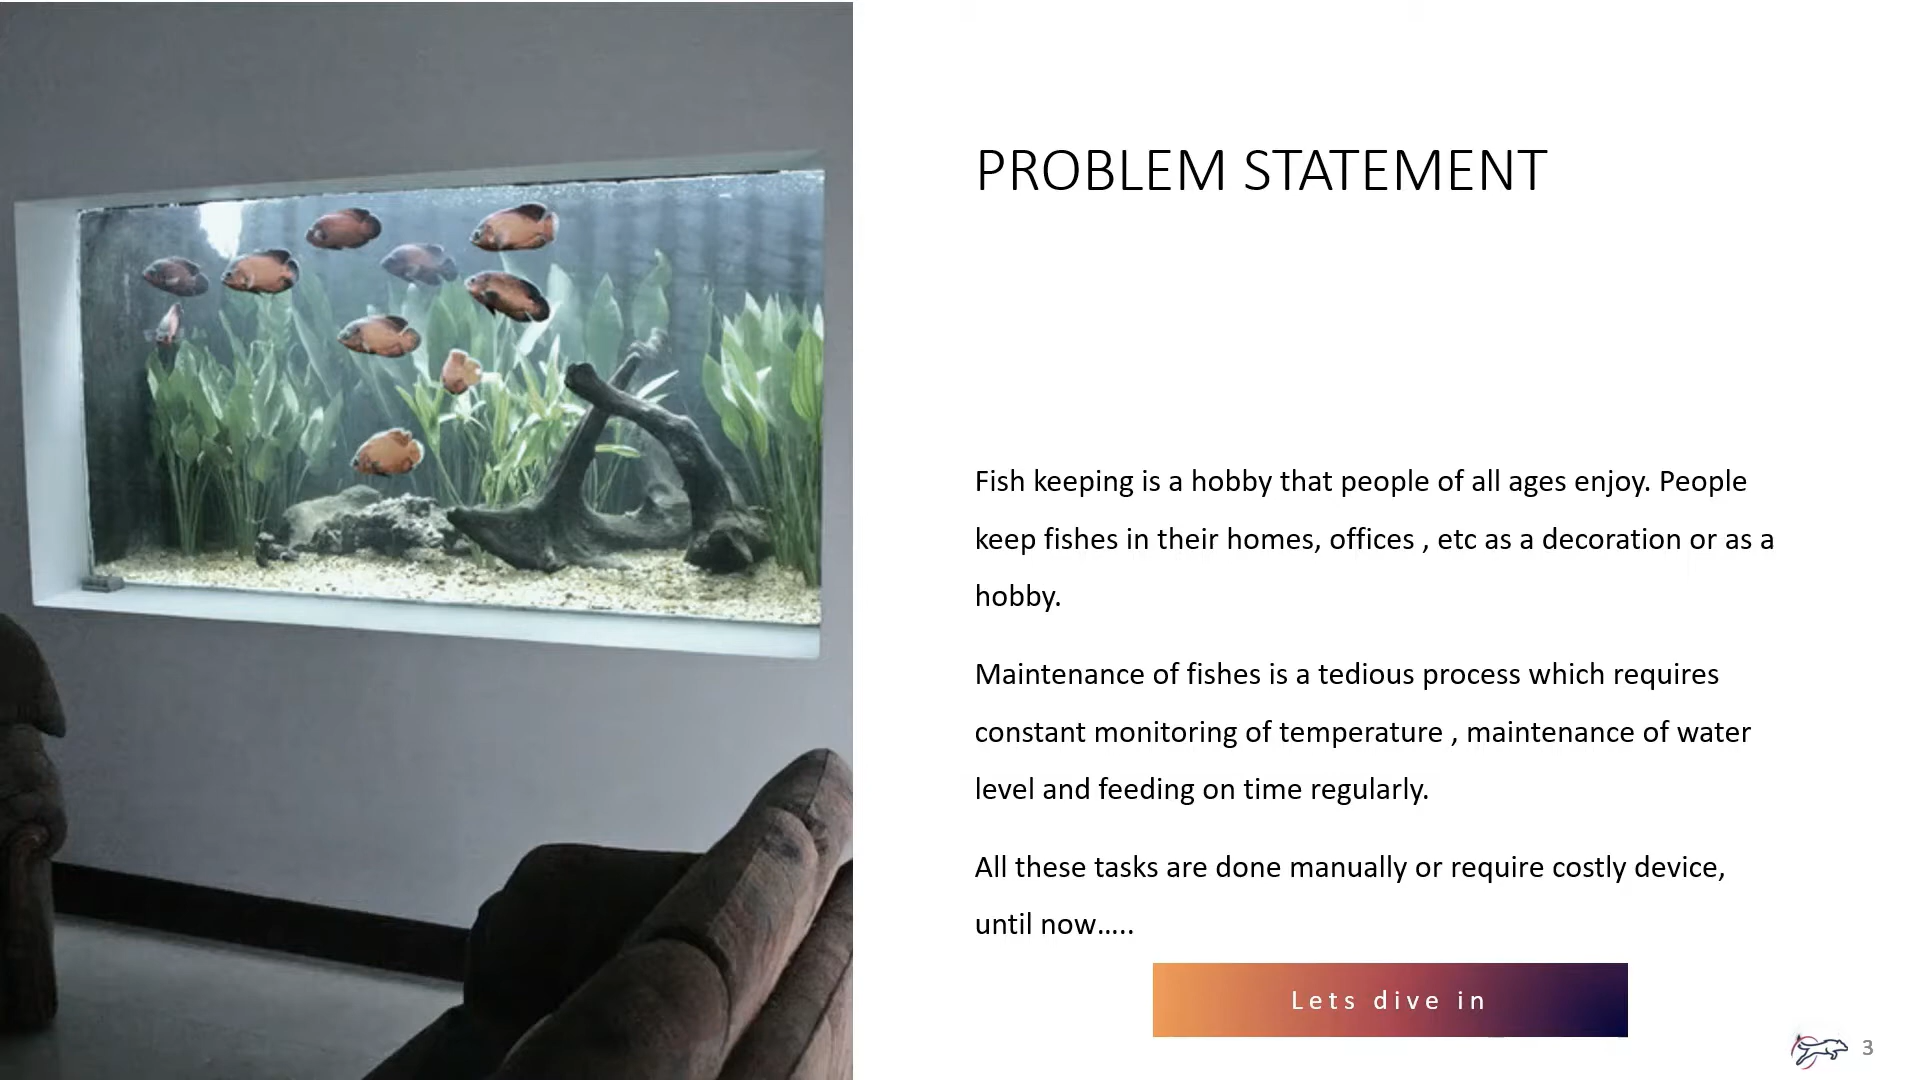 PROBLEM STATEMENT
Fish keeping is a hobby that people of all ages enjoy. People
keep fishes in their homes, offices , etc as a decoration or as a
hobby.
Maintenance of fishes is a tedious process which requires
constant monitoring of temperature , maintenance of water
level and feeding on time regularly.
All these tasks are done manually or require costly device,
until now.....
Lets dive in
3